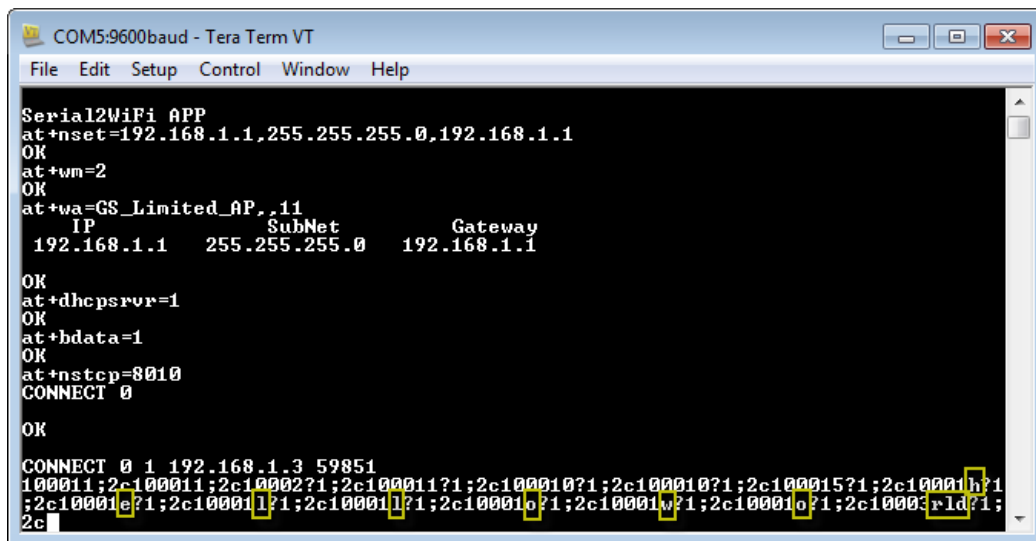 COM5:9600baud - Tera Term VT
File Edit Setup Control Window Help
Serial2WiFi APP
at+nset=192.168.1.1,255.255.255.0,192.168.1.1
OK
at+wm=2
OK
at+wa=GS_Limited_AP,,11
IP SubNet Gateway
192.168.1.1 255.255.255.0 192.168.1.1
OK
at+dhcpsrvr=1
OK
at+bdata=1
OK
at+nstcp=8010
CONNECT 0
OK
CONNECT 0 1 192.168.1.3 59851
100011;2c100011;2c10002?1;2c100011?1;2c100010?1;2c100010?1;2c100015?1;2c10001h?1
;2c10001e?1;2c10001l?1;2c10001l?1;2c10001o?1;2c10001w?1;2c10001o?1;2c10003rld?1;
2c